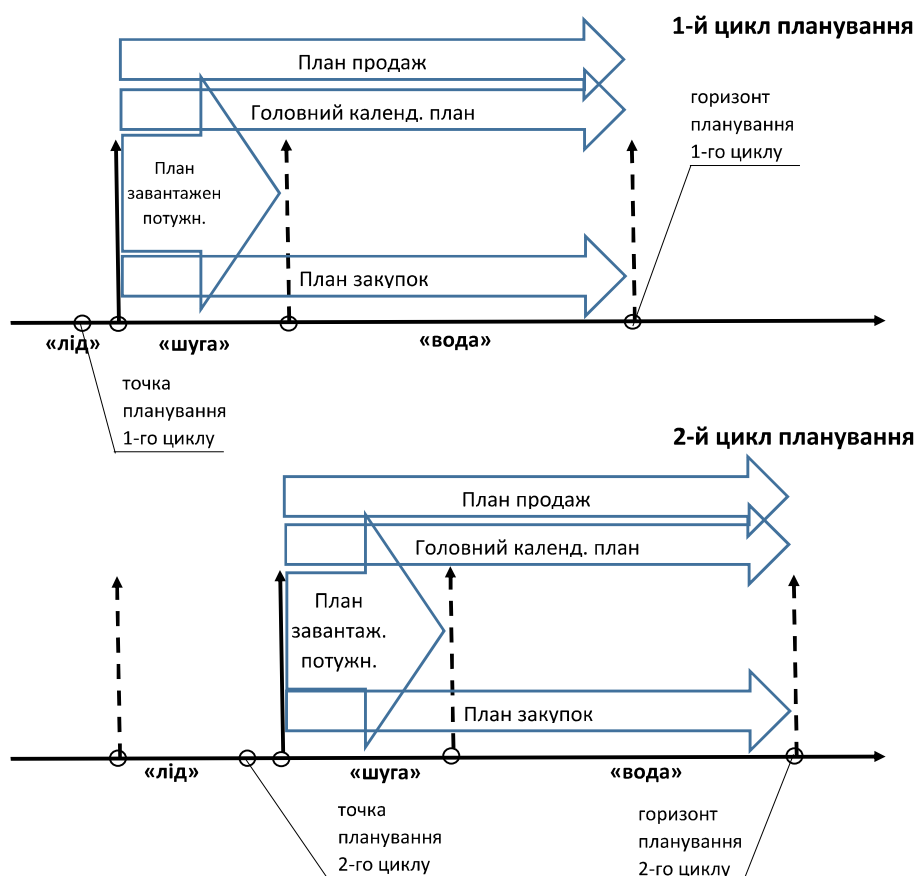 1-й цикл планування
План продаж
Головний календ. план
горизонт
планування
1-го циклу
План
завантажен
потужн.
План закупок
«лід»
«шуга»
«вода»
точка
планування
1-го циклу
2-й цикл планування
План продаж
Головний календ. план
План
завантаж.
потужн.
План закупок
«лід»
«шуга»
«вода»
точка
планування
2-го циклу
горизонт
планування
2-го циклу